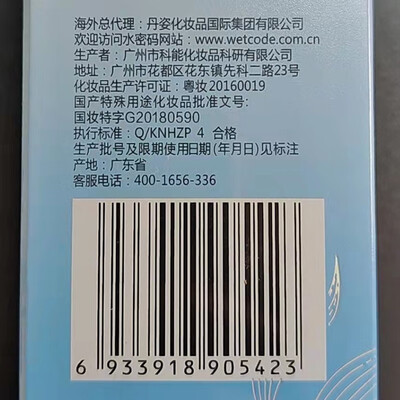 海外总代理：丹姿化妆品国际集团有限公司
欢迎访问水密码网站：www.wetcode.com.cn
生产者：广州市科能化妆品科研有限公司
地址：广州市花都区花东镇先科二路23号
化妆品生产许可证：粤妆20160019
国产特殊用途化妆品批准文号：
国妆特字G20180590
执行标准：Q/KNHZP 4 合格
生产批号及限期使用日期(年月日)见标注
产地：广东省
客服电话：400-1656-336
6 933918 905423